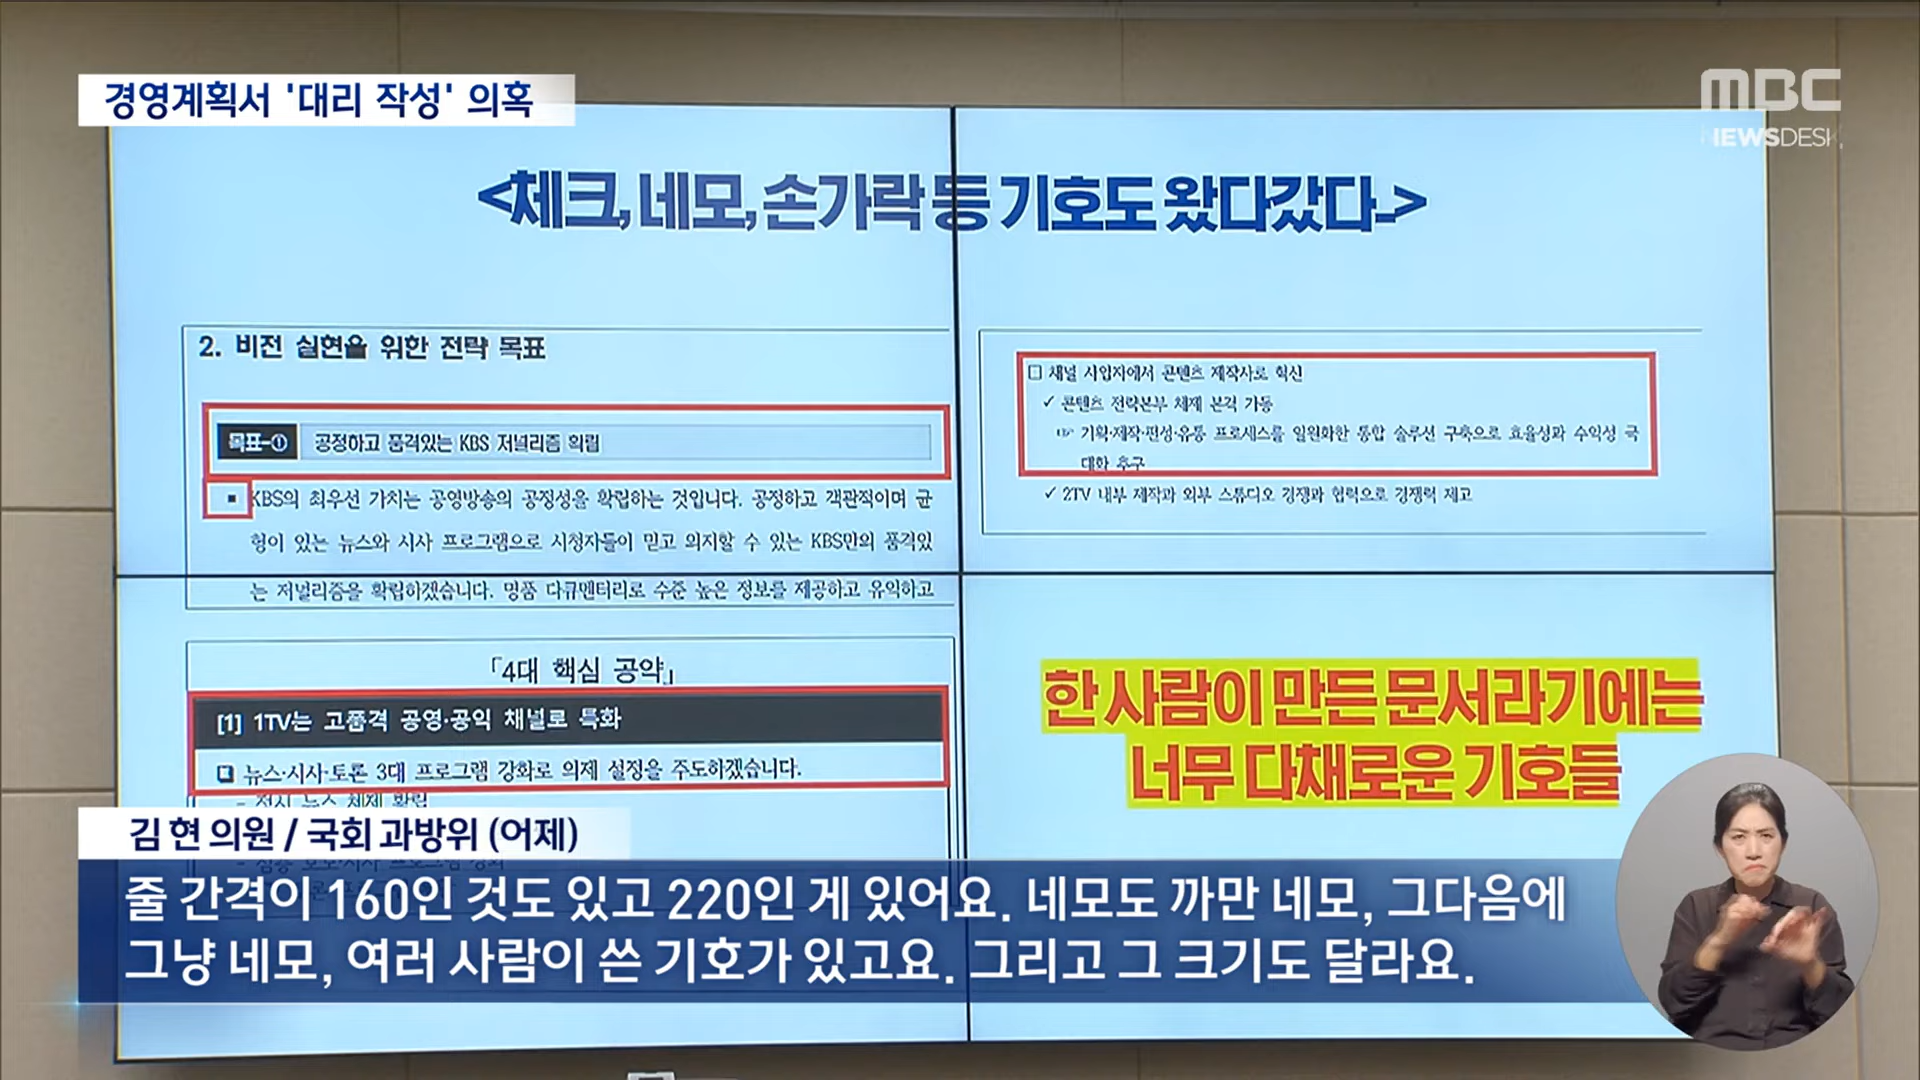 경영계획서 '대리 작성' 의혹
MBC
NEWSDESK
<체크, 네모, 손가락 등 기호도 왔다갔다..>
2. 비전 실현을 위한 전략 목표
목표-① 공정하고 품격있는 KBS 저널리즘 확립
▪ KBS의 최우선 가치는 공영방송의 공정성을 확립하는 것입니다. 공정하고 객관적이며 균
형이 있는 뉴스와 시사 프로그램으로 시청자들이 믿고 의지할 수 있는 KBS만의 품격있
는 저널리즘을 확립하겠습니다. 명품 다큐멘터리로 수준 높은 정보를 제공하고 유익하고
□ 채널 사업자에서 콘텐츠 제작사로 혁신
✓ 콘텐츠 전략본부 체제 본격 가동
☞ 기획·제작·편성·유통 프로세스를 일원화한 통합 솔루션 구축으로 효율성과 수익성 극
대화 추구
✓ 2TV 내부 제작과 외부 스튜디오 경쟁과 협력으로 경쟁력 제고
「4대 핵심 공약」
[1] 1TV는 고품격 공영·공익 채널로 특화
❏ 뉴스·시사·토론 3대 프로그램 강화로 의제 설정을 주도하겠습니다.
한 사람이 만든 문서라기에는
너무 다채로운 기호들
김 현 의원 / 국회 과방위 (어제)
줄 간격이 160인 것도 있고 220인 게 있어요. 네모도 까만 네모, 그다음에
그냥 네모, 여러 사람이 쓴 기호가 있고요. 그리고 그 크기도 달라요.